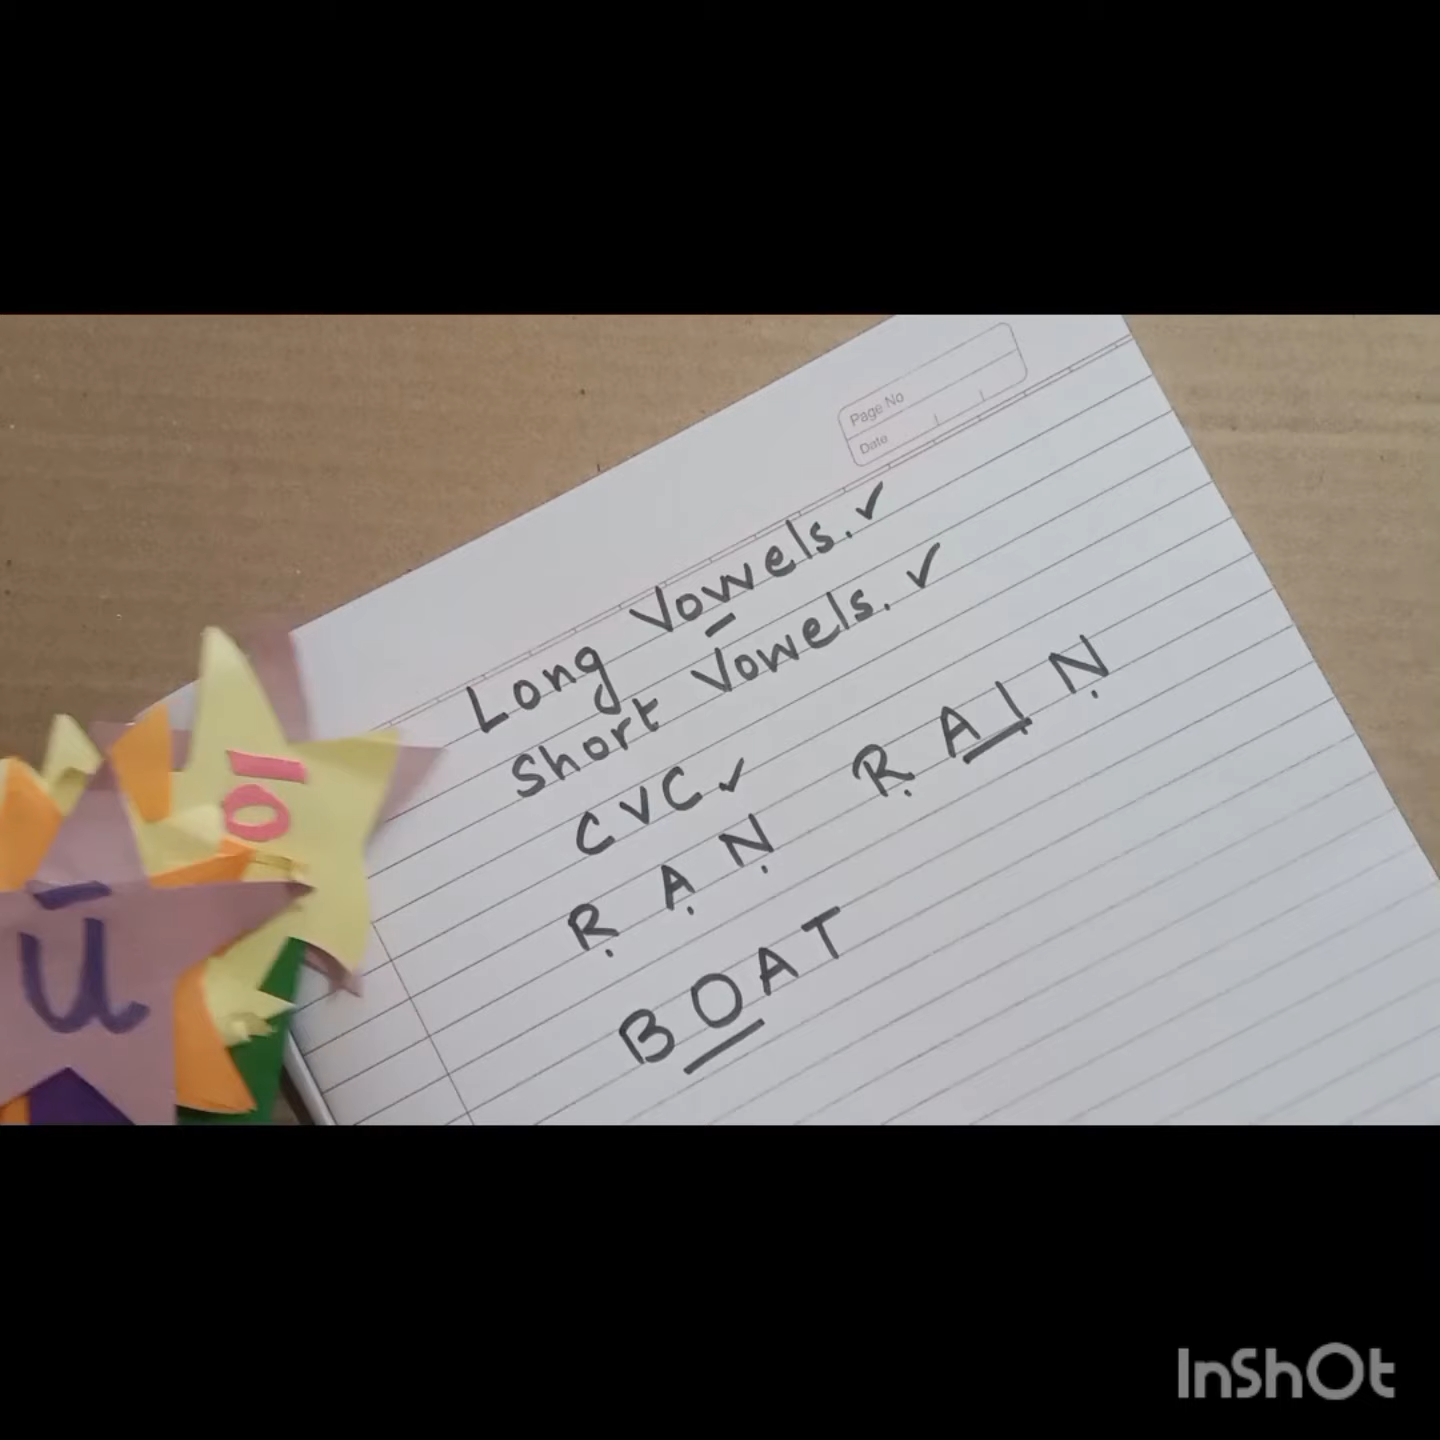 Page No
Date
Long Vowels. ✓
Short Vowels. ✓
CVC ✓
RAN RAIN
BOAT
ō
ū
InShOt